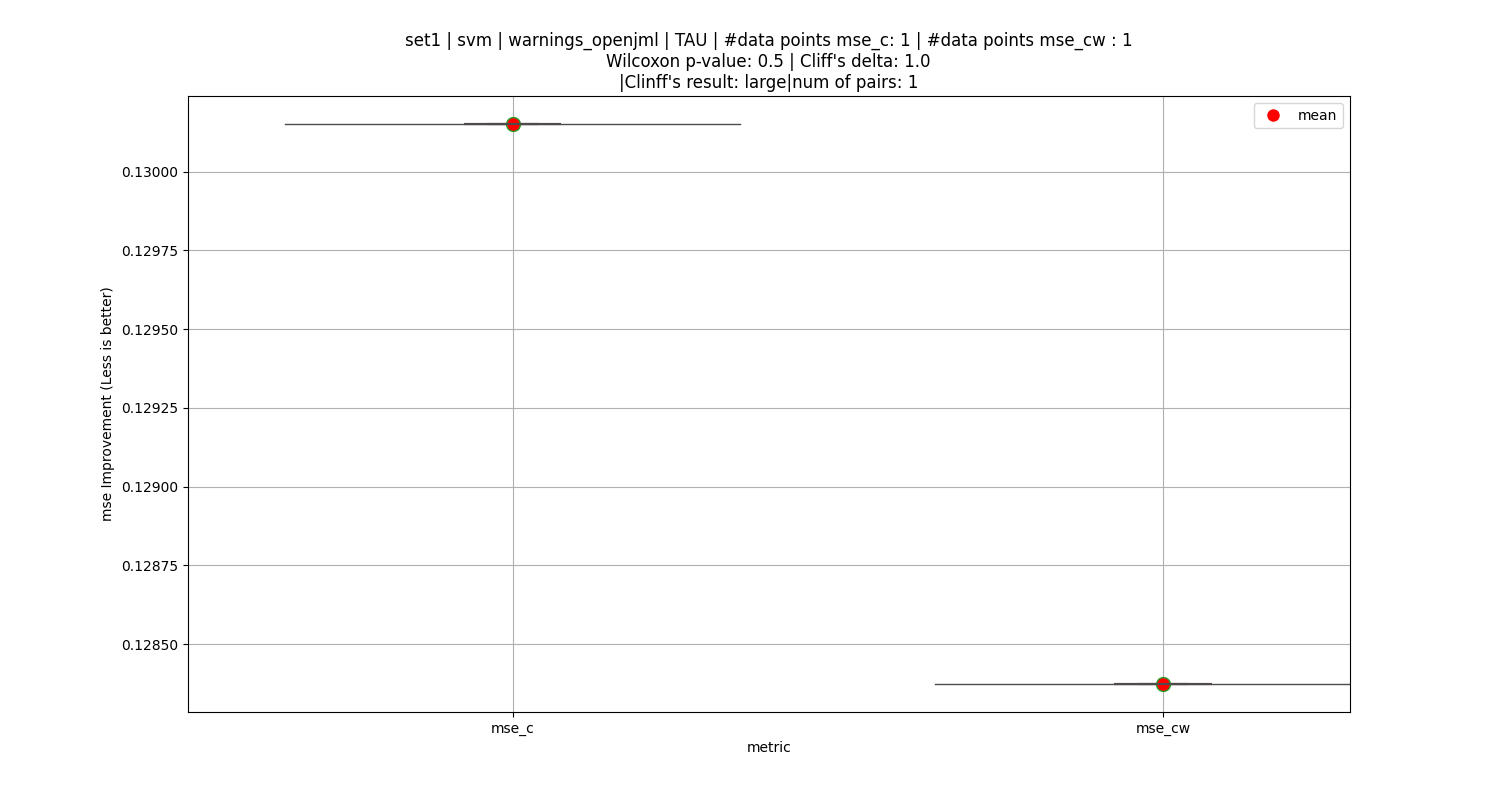 set1 | svm | warnings_openjml | TAU | #data points mse_c: 1 | #data points mse_cw : 1
Wilcoxon p-value: 0.5 | Cliff's delta: 1.0
|Clinff's result: large|num of pairs: 1
mean
0.13000
0.12975
0.12950
0.12925
0.12900
0.12875
0.12850
mse Improvement (Less is better)
mse_c
mse_cw
metric